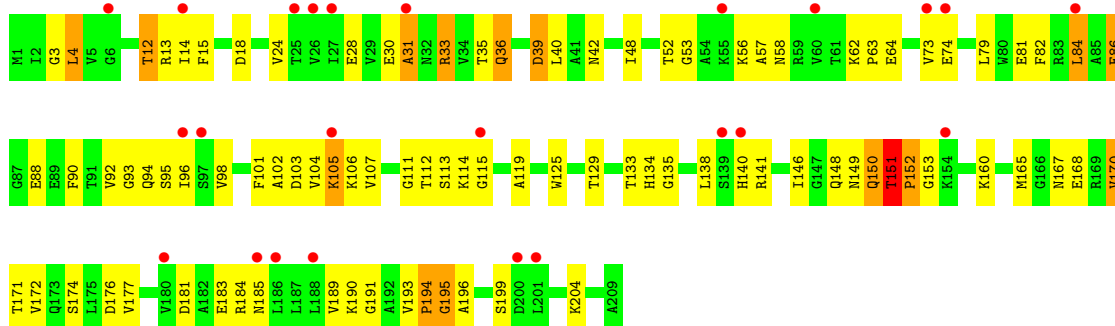 M1 I2 G3 L4 V5 G6 T12 R13 I14 F15 D18 V24 T25 V26 I27 E28 V29 E30 A31 N32 R33 V34 T35 Q36 D39 L40 A41 N42 I48 T52 G53 A54 K55 K56 A57 N58 R59 V60 T61 K62 P63 E64 V73 E74 L79 W80 E81 F82 R83 L84 A85
G87 E88 E89 F90 T91 V92 G93 Q94 S95 I96 S97 V98 F101 A102 D103 V104 K105 K106 V107 G111 T112 S113 K114 G115 A119 W125 T129 T133 H134 G135 L138 S139 H140 R141 I146 G147 Q148 N149 Q150 T151 P152 G153 K154 K160 M165 G166 N167 E168 R169 V170
T171 V172 Q173 S174 L175 D176 V177 V180 D181 A182 E183 R184 N185 L186 L187 L188 V189 K190 G191 A192 V193 P194 G195 A196 S199 D200 L201 K204 A209